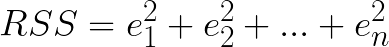 $RSS = e_1^2 + e_2^2 + ... + e_n^2$